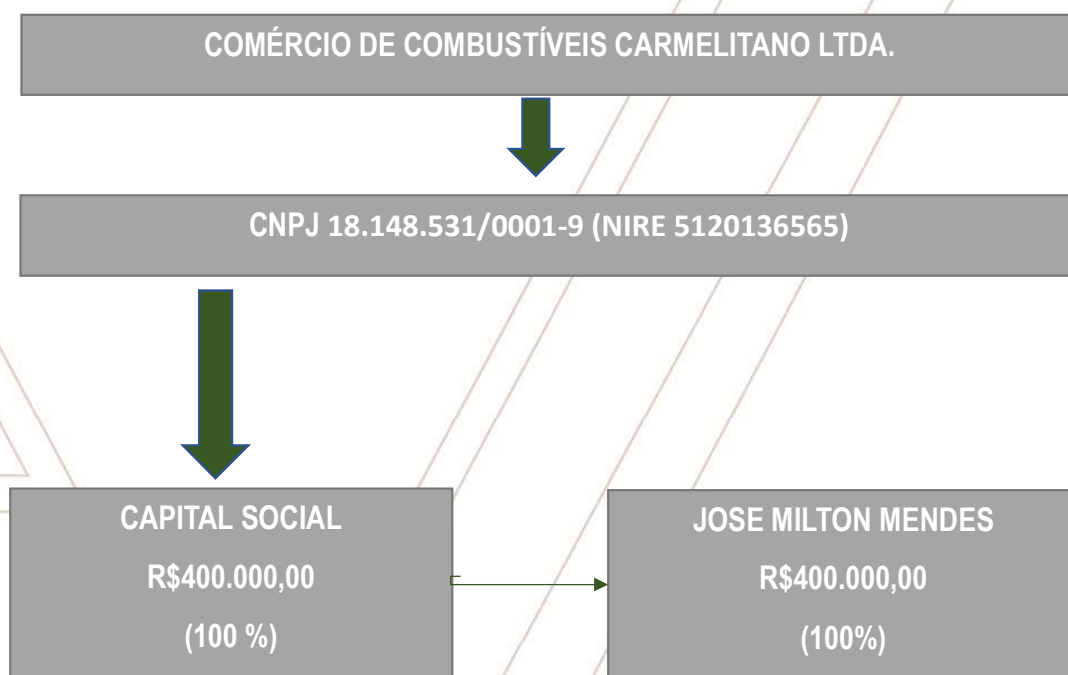 COMÉRCIO DE COMBUSTÍVEIS CARMELITANO LTDA.
CNPJ 18.148.531/0001-9 (NIRE 5120136565)
CAPITAL SOCIAL
R$400.000,00
(100 %)
JOSE MILTON MENDES
R$400.000,00
(100%)